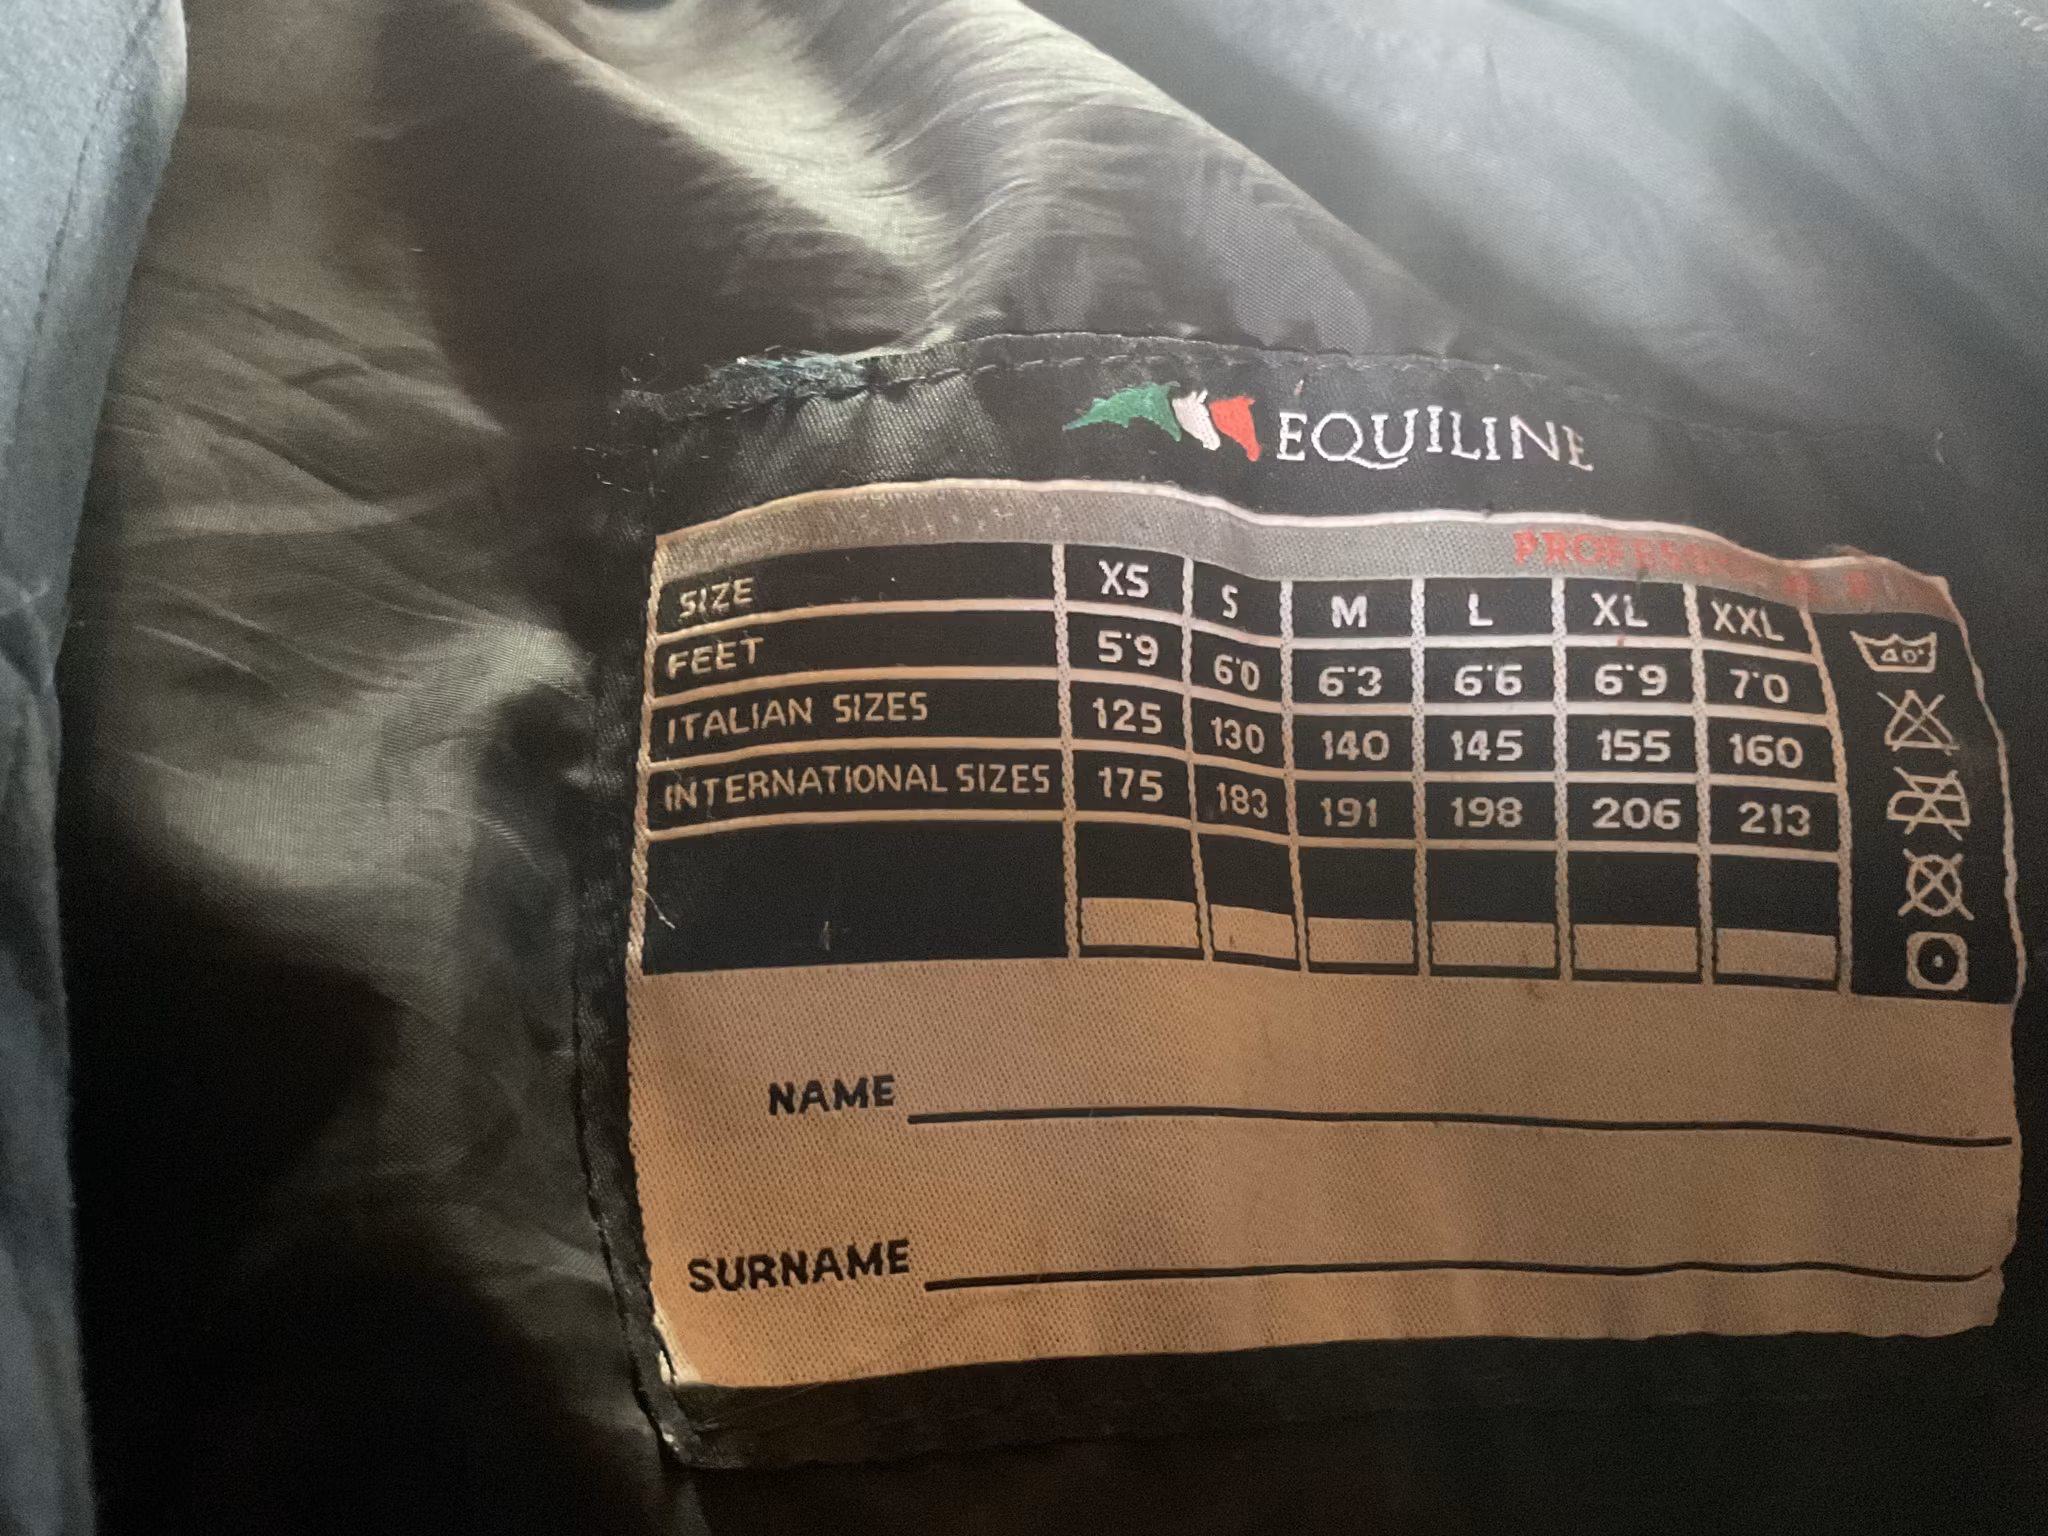 EQUILINE
SIZE XS S M L XL XXL
FEET 5'9 6'0 6'3 6'6 6'9 7'0
ITALIAN SIZES 125 130 140 145 155 160
INTERNATIONAL SIZES 175 183 191 198 206 213
40°
NAME
SURNAME